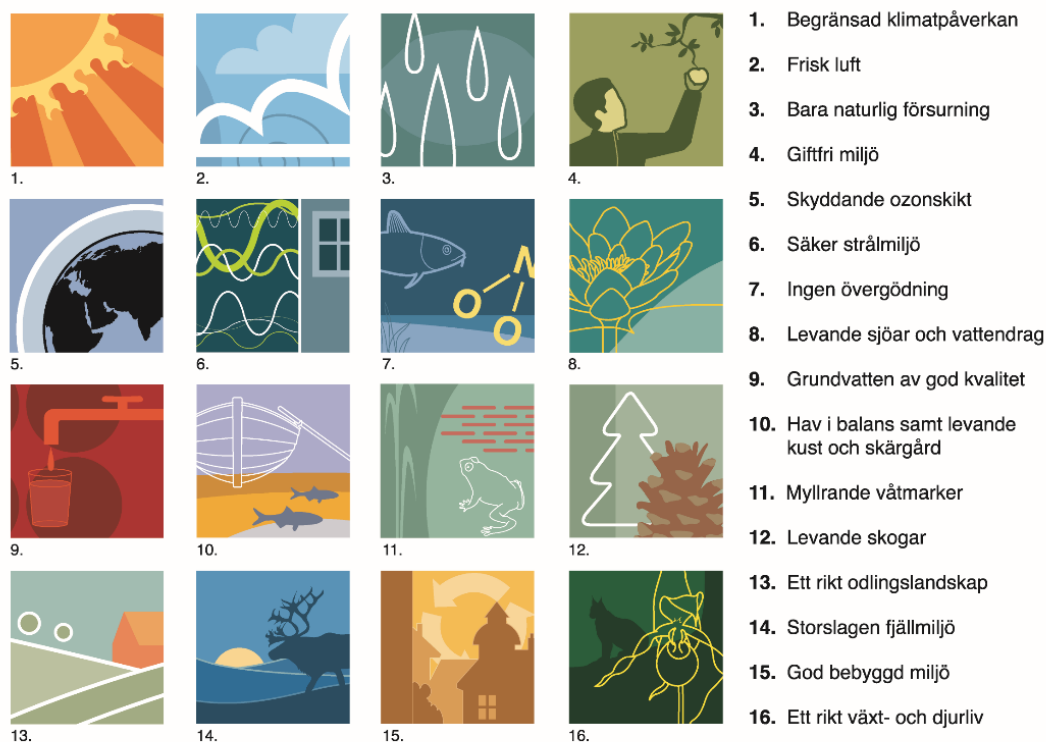 1.
2.
3.
4.
5.
6.
N
O
O
7.
8.
9.
10.
11.
12.
13.
14.
15.
16.
1. Begränsad klimatpåverkan
2. Frisk luft
3. Bara naturlig försurning
4. Giftfri miljö
5. Skyddande ozonskikt
6. Säker strålmiljö
7. Ingen övergödning
8. Levande sjöar och vattendrag
9. Grundvatten av god kvalitet
10. Hav i balans samt levande
kust och skärgård
11. Myllrande våtmarker
12. Levande skogar
13. Ett rikt odlingslandskap
14. Storslagen fjällmiljö
15. God bebyggd miljö
16. Ett rikt växt- och djurliv